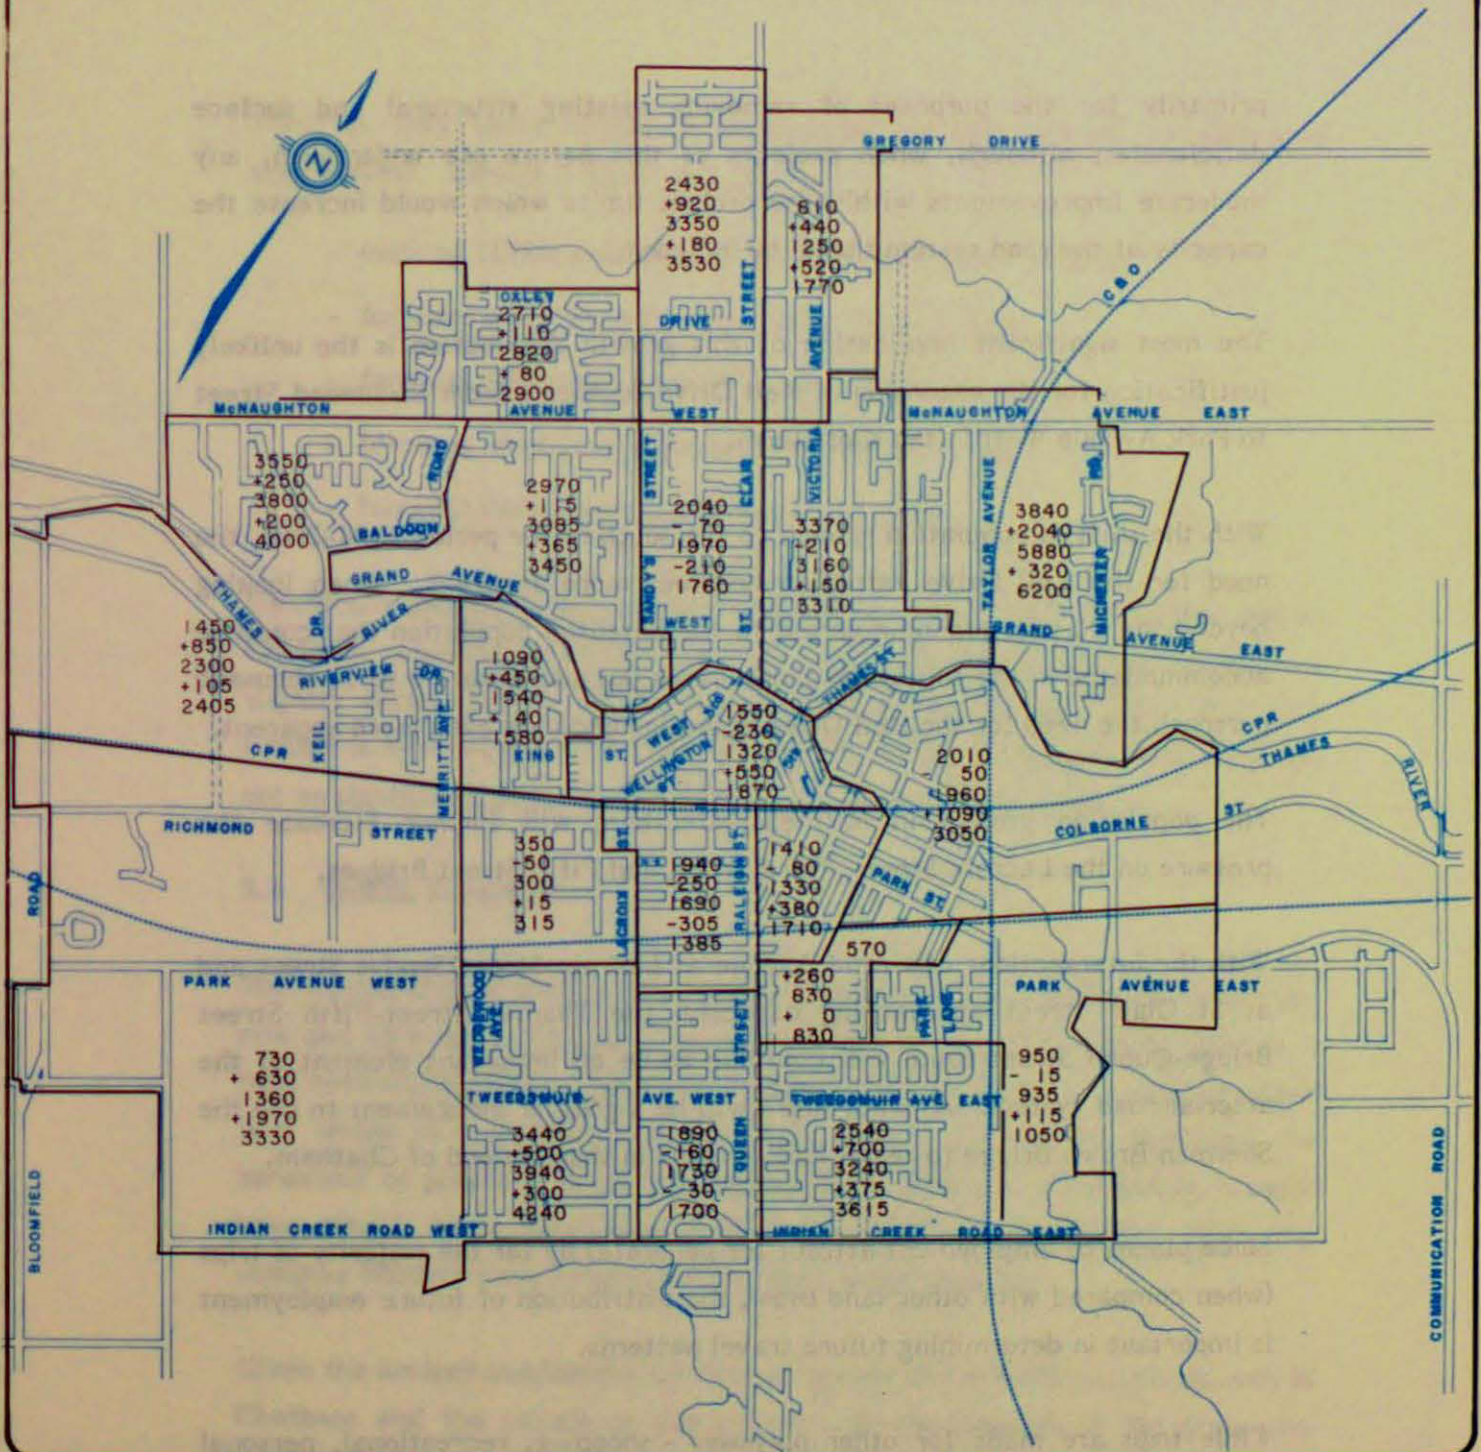 GREGORY DRIVE
2430
+920
3350
+180
3530
810
+440
1250
+520
1770
STREET
AVENUE
DRIVE
C & O
OXLEY
2710
+110
2820
+ 80
2900
McNAUGHTON AVENUE WEST
McNAUGHTON AVENUE EAST
3550
+250
3800
+200
4000
ROAD
BALDOON
2970
+115
3085
+365
3450
SANDY'S STREET
2040
- 70
1970
-210
1760
CLAIR
ST.
VICTORIA
3370
-210
3160
+150
3310
TAYLOR AVENUE
3840
+2040
5880
+ 320
6200
RD.
MICHENER
GRAND AVENUE
WEST
GRAND AVENUE EAST
THAMES RIVER
DR.
KEIL
1450
+850
2300
+105
2405
RIVERVIEW DR.
MERRITT AVE.
1090
+450
1540
+ 40
1580
KING ST. WEST
WELLINGTON ST.
THAMES ST.
5th
1550
-230
1320
+550
1870
2010
- 50
1960
+1090
3050
CPR
CPR
THAMES RIVER
COLBORNE ST.
RICHMOND STREET
350
-50
300
+15
315
LACROIX ST.
1940
-250
1690
-305
1385
RALEIGH ST.
1410
- 80
1330
+380
1710
PARK ST.
570
+260
830
+ 0
830
ROAD
PARK AVENUE WEST
PARK AVENUE EAST
AVE.
STREET
PARK LANE
730
+ 630
1360
+1970
3330
950
- 15
935
+115
1050
TWEEDSMUIR AVE. WEST
TWEEDSMUIR AVE. EAST
3440
+500
3940
+300
4240
1890
-160
1730
- 30
1700
QUEEN
2540
+700
3240
+375
3615
BLOOMFIELD
INDIAN CREEK ROAD WEST
INDIAN CREEK ROAD EAST
COMMUNICATION ROAD